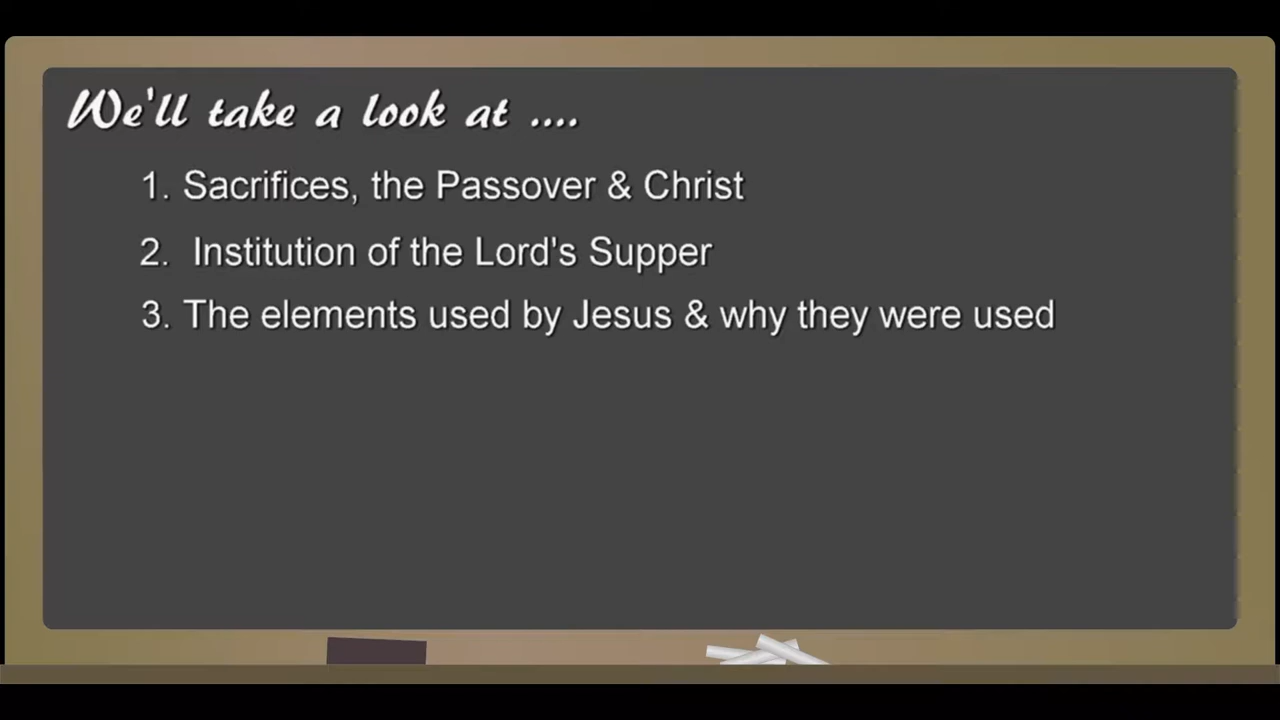 We'll take a look at ....
1. Sacrifices, the Passover & Christ
2. Institution of the Lord's Supper
3. The elements used by Jesus & why they were used